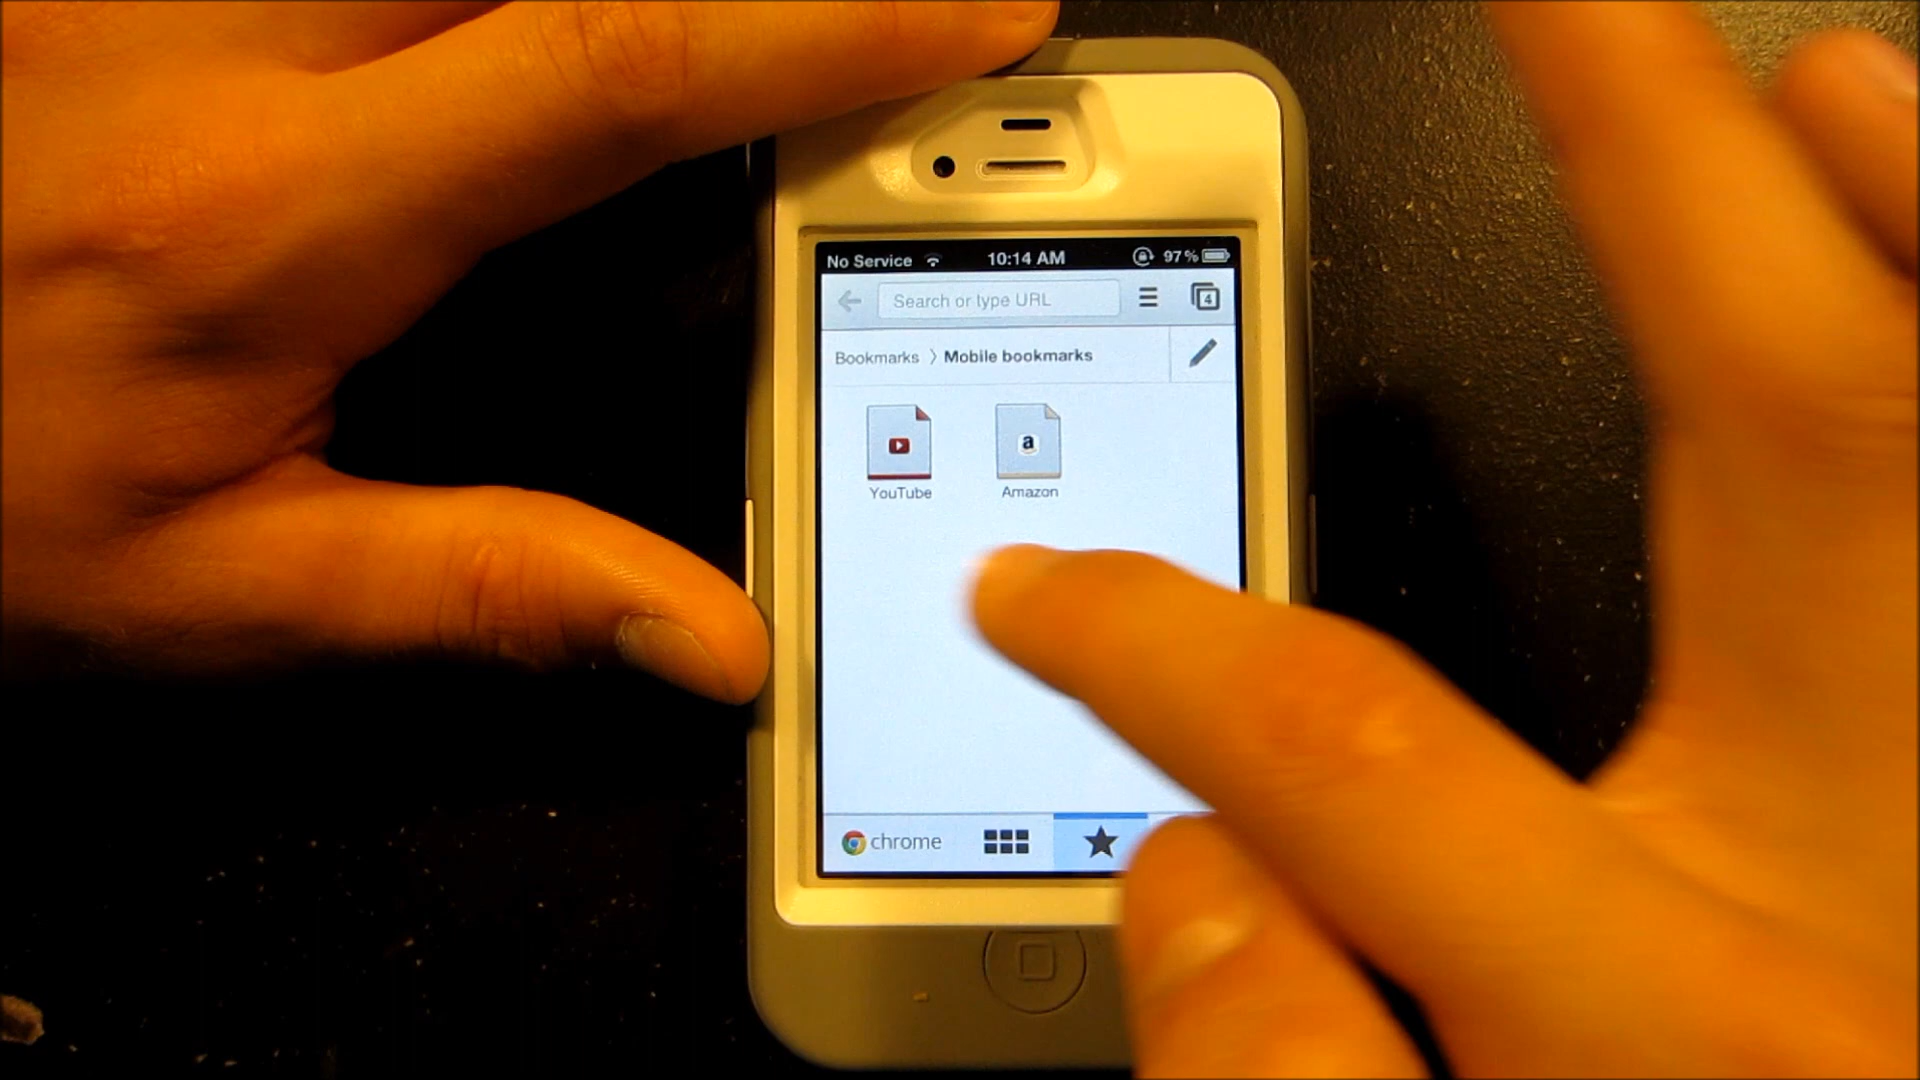 No Service 10:14 AM 97%
Search or type URL 4
Bookmarks > Mobile bookmarks
a
YouTube Amazon
chrome